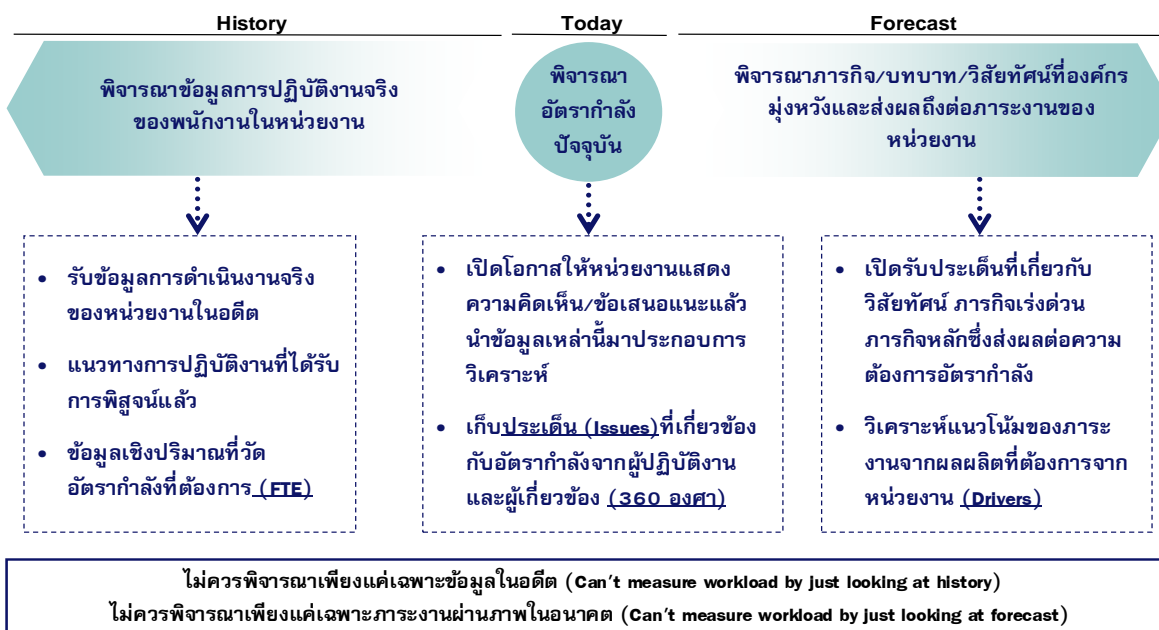 History
Today
Forecast
พิจารณาข้อมูลการปฏิบัติงานจริง
ของพนักงานในหน่วยงาน
พิจารณา
อัตรากำลัง
ปัจจุบัน
พิจารณาภารกิจ/บทบาท/วิสัยทัศน์ที่องค์กร
มุ่งหวังและส่งผลถึงต่อภาระงานของ
หน่วยงาน
• รับข้อมูลการดำเนินงานจริง
ของหน่วยงานในอดีต
• แนวทางการปฏิบัติงานที่ได้รับ
การพิสูจน์แล้ว
• ข้อมูลเชิงปริมาณที่วัด
อัตรากำลังที่ต้องการ (FTE)
• เปิดโอกาสให้หน่วยงานแสดง
ความคิดเห็น/ข้อเสนอแนะแล้ว
นำข้อมูลเหล่านี้มาประกอบการ
วิเคราะห์
• เก็บประเด็น (Issues)ที่เกี่ยวข้อง
กับอัตรากำลังจากผู้ปฏิบัติงาน
และผู้เกี่ยวข้อง (360 องศา)
• เปิดรับประเด็นที่เกี่ยวกับ
วิสัยทัศน์ ภารกิจเร่งด่วน
ภารกิจหลักซึ่งส่งผลต่อความ
ต้องการอัตรากำลัง
• วิเคราะห์แนวโน้มของภาระ
งานจากผลผลิตที่ต้องการจาก
หน่วยงาน (Drivers)
ไม่ควรพิจารณาเพียงแค่เฉพาะข้อมูลในอดีต (Can't measure workload by just looking at history)
ไม่ควรพิจารณาเพียงแค่เฉพาะภาระงานผ่านภาพในอนาคต (Can't measure workload by just looking at forecast)